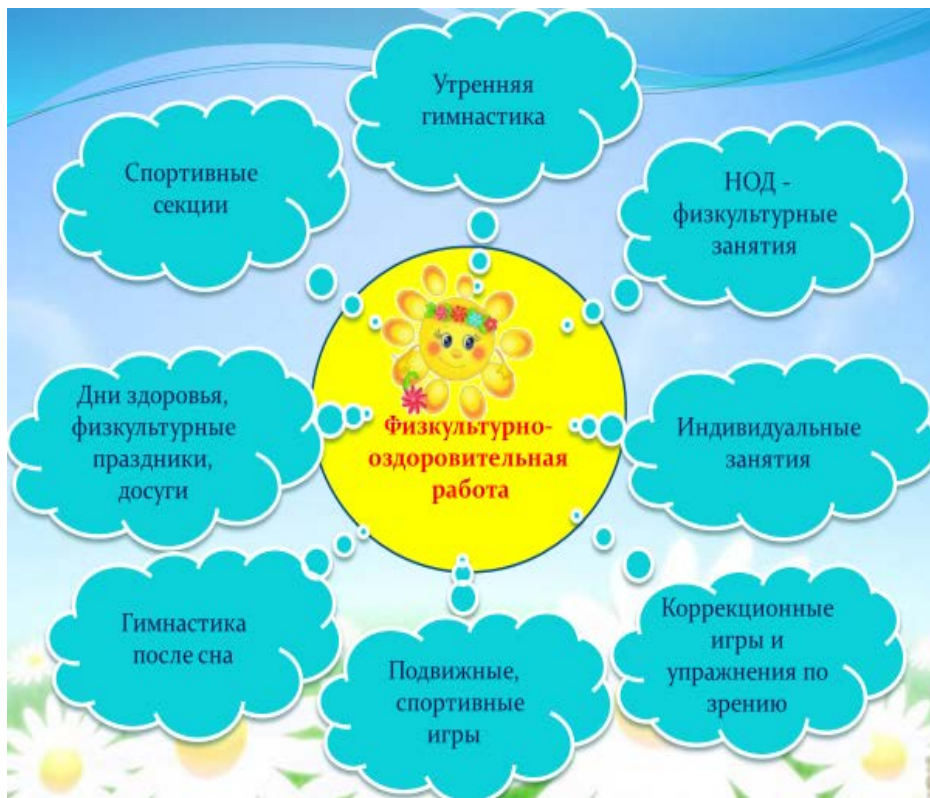 Утренняя
гимнастика
Спортивные
секции
НОД -
физкультурные
занятия
Дни здоровья,
физкультурные
праздники,
досуги
Физкультурно-
оздоровительная
работа
Индивидуальные
занятия
Гимнастика
после сна
Подвижные,
спортивные
игры
Коррекционные
игры и
упражнения по
зрению